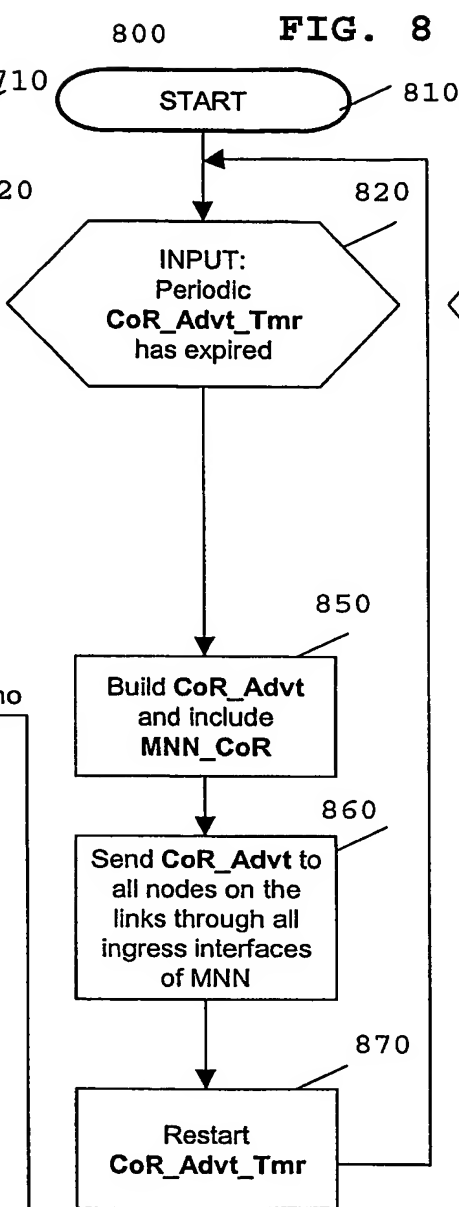 800
FIG. 8
710
START
810
20
820
INPUT:
Periodic
CoR_Advt_Tmr
has expired
850
Build CoR_Advt
and include
MNN_CoR
no
860
Send CoR_Advt to
all nodes on the
links through all
ingress interfaces
of MNN
870
Restart
CoR_Advt_Tmr